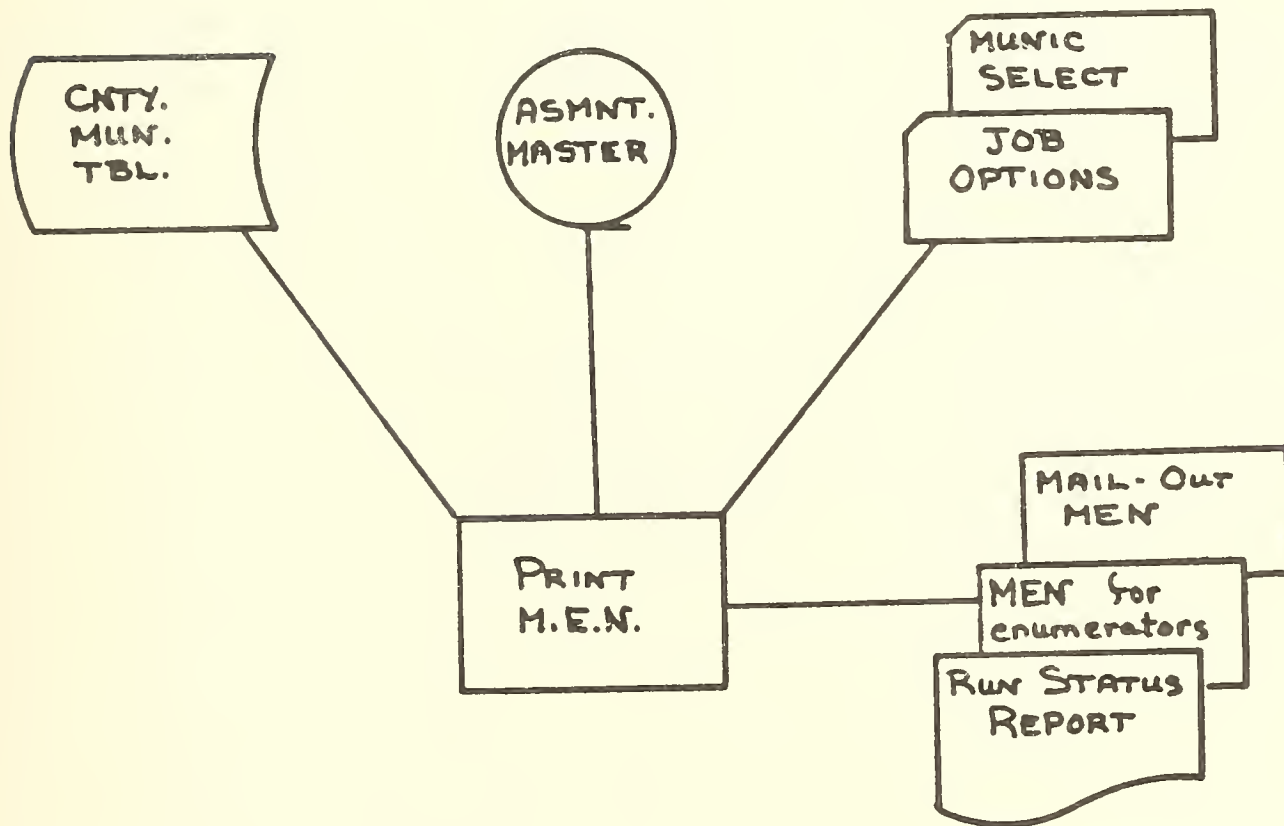 CNTY.
MUN.
TBL.
ASMNT.
MASTER
MUNIC
SELECT
JOB
OPTIONS
PRINT
M.E.N.
MAIL-OUT
MEN
MEN for
enumerators
RUN STATUS
REPORT